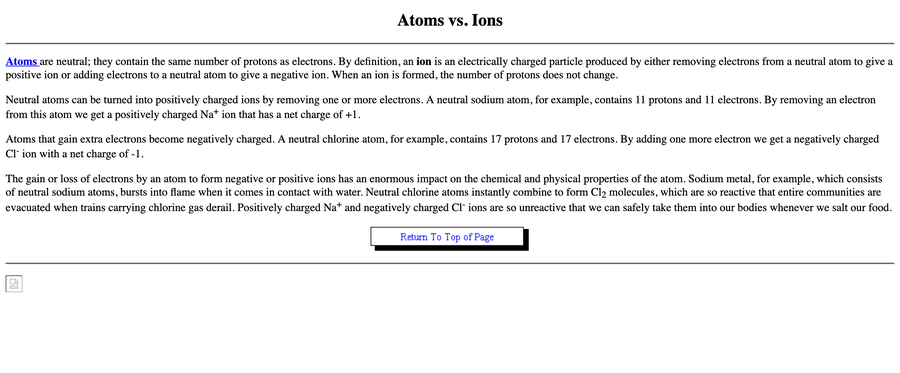 Atoms vs. Ions
Atoms are neutral; they contain the same number of protons as electrons. By definition, an ion is an electrically charged particle produced by either removing electrons from a neutral atom to give a
positive ion or adding electrons to a neutral atom to give a negative ion. When an ion is formed, the number of protons does not change.
Neutral atoms can be turned into positively charged ions by removing one or more electrons. A neutral sodium atom, for example, contains 11 protons and 11 electrons. By removing an electron
from this atom we get a positively charged Na⁺ ion that has a net charge of +1.
Atoms that gain extra electrons become negatively charged. A neutral chlorine atom, for example, contains 17 protons and 17 electrons. By adding one more electron we get a negatively charged
Cl⁻ ion with a net charge of -1.
The gain or loss of electrons by an atom to form negative or positive ions has an enormous impact on the chemical and physical properties of the atom. Sodium metal, for example, which consists
of neutral sodium atoms, bursts into flame when it comes in contact with water. Neutral chlorine atoms instantly combine to form Cl₂ molecules, which are so reactive that entire communities are
evacuated when trains carrying chlorine gas derail. Positively charged Na⁺ and negatively charged Cl⁻ ions are so unreactive that we can safely take them into our bodies whenever we salt our food.
Return To Top of Page